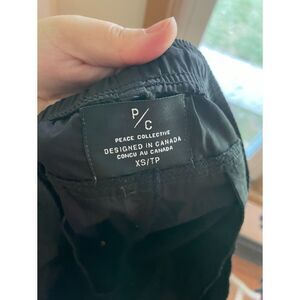 P/C
PEACE COLLECTIVE
DESIGNED IN CANADA
CONÇU AU CANADA
XS/TP